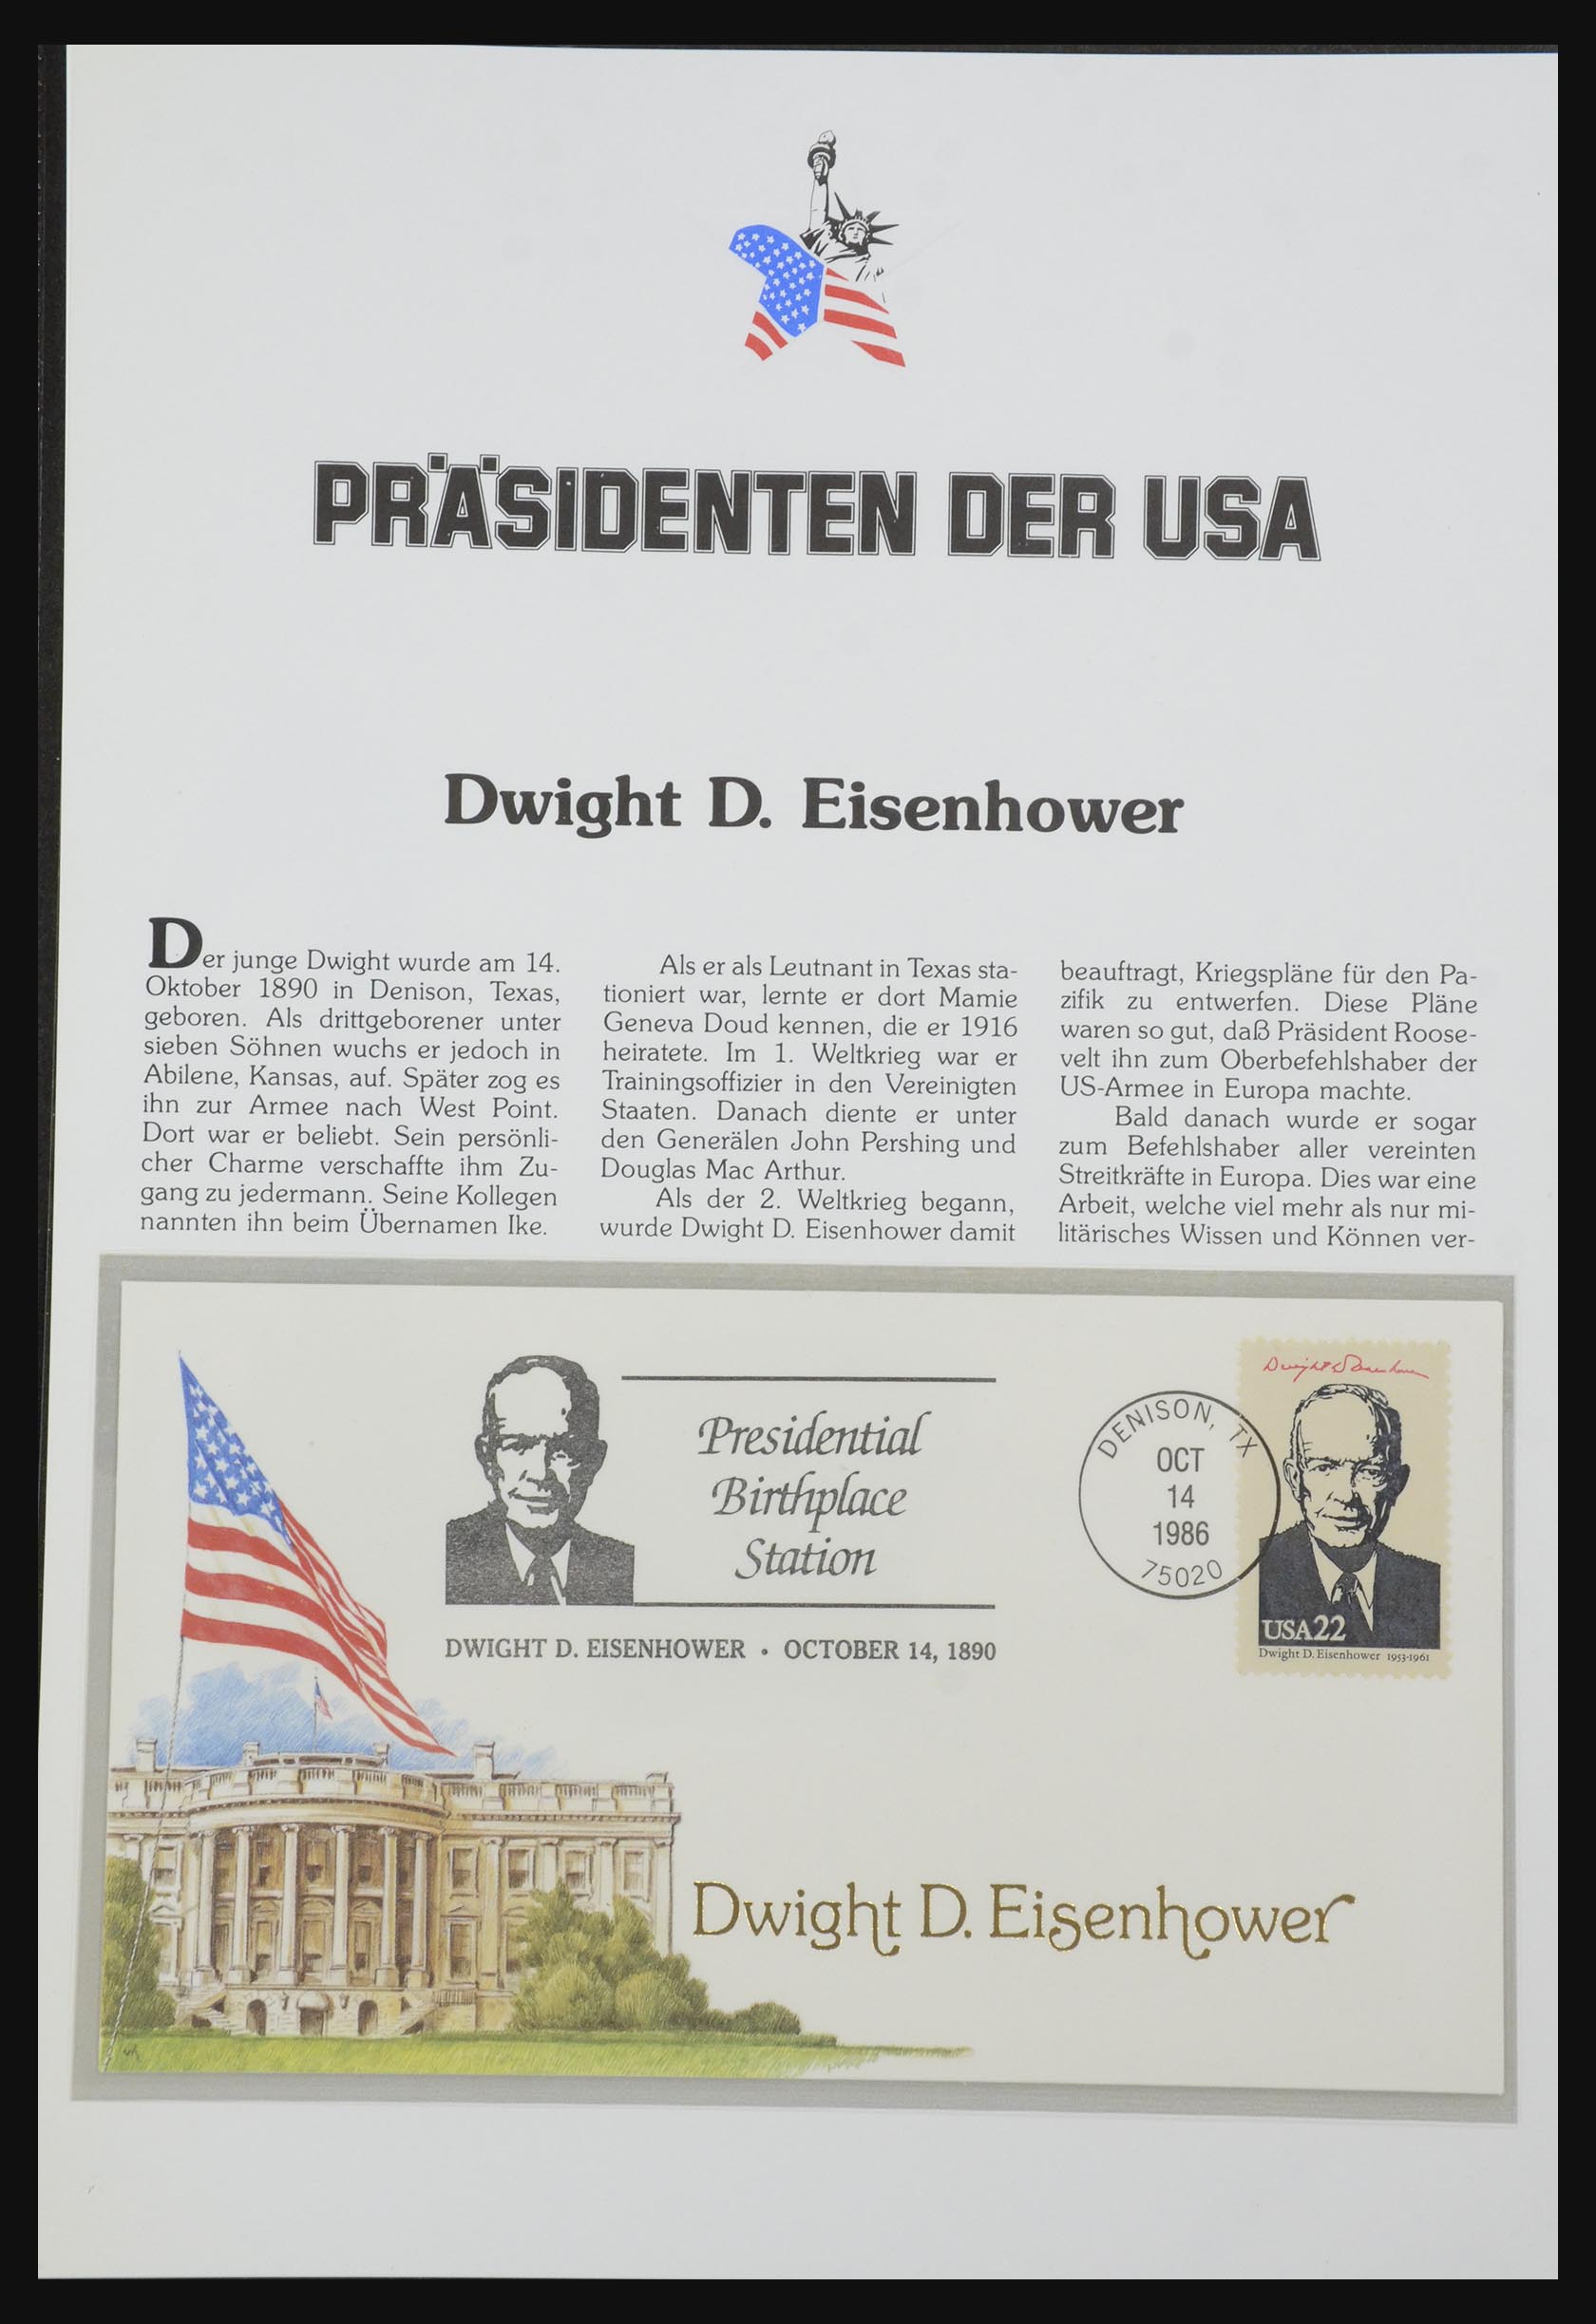 PRÄSIDENTEN DER USA
Dwight D. Eisenhower
Der junge Dwight wurde am 14.
Oktober 1890 in Denison, Texas,
geboren. Als drittgeborener unter
sieben Söhnen wuchs er jedoch in
Abilene, Kansas, auf. Später zog es
ihn zur Armee nach West Point.
Dort war er beliebt. Sein persönli-
cher Charme verschaffte ihm Zu-
gang zu jedermann. Seine Kollegen
nannten ihn beim Übernamen Ike.
Als er als Leutnant in Texas sta-
tioniert war, lernte er dort Mamie
Geneva Doud kennen, die er 1916
heiratete. Im 1. Weltkrieg war er
Trainingsoffizier in den Vereinigten
Staaten. Danach diente er unter
den Generälen John Pershing und
Douglas Mac Arthur.
Als der 2. Weltkrieg begann,
wurde Dwight D. Eisenhower damit
beauftragt, Kriegspläne für den Pa-
zifik zu entwerfen. Diese Pläne
waren so gut, daß Präsident Roose-
velt ihn zum Oberbefehlshaber der
US-Armee in Europa machte.
Bald danach wurde er sogar
zum Befehlshaber aller vereinten
Streitkräfte in Europa. Dies war eine
Arbeit, welche viel mehr als nur mi-
litärisches Wissen und Können ver-
Presidential
Birthplace
Station
DWIGHT D. EISENHOWER • OCTOBER 14, 1890
DENISON, TX
OCT
14
1986
75020
Dwight D Eisenhower
USA22
Dwight D. Eisenhower 1953-1961
Dwight D. Eisenhower